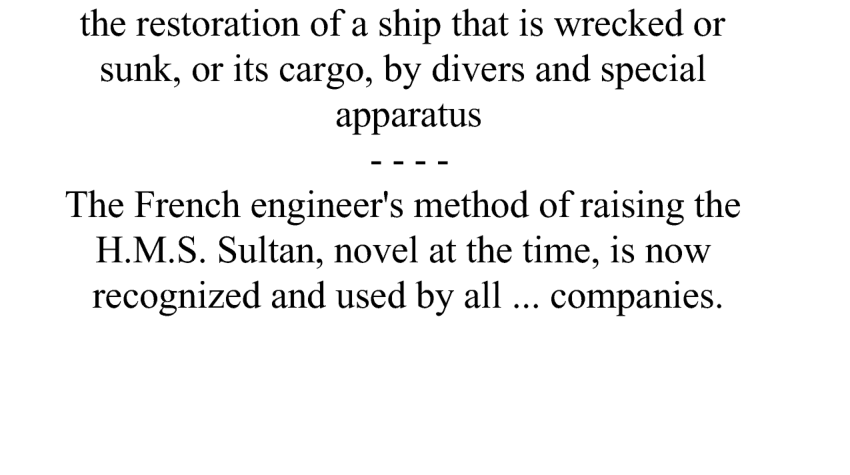 the restoration of a ship that is wrecked or
sunk, or its cargo, by divers and special
apparatus
- - - -
The French engineer's method of raising the
H.M.S. Sultan, novel at the time, is now
recognized and used by all ... companies.